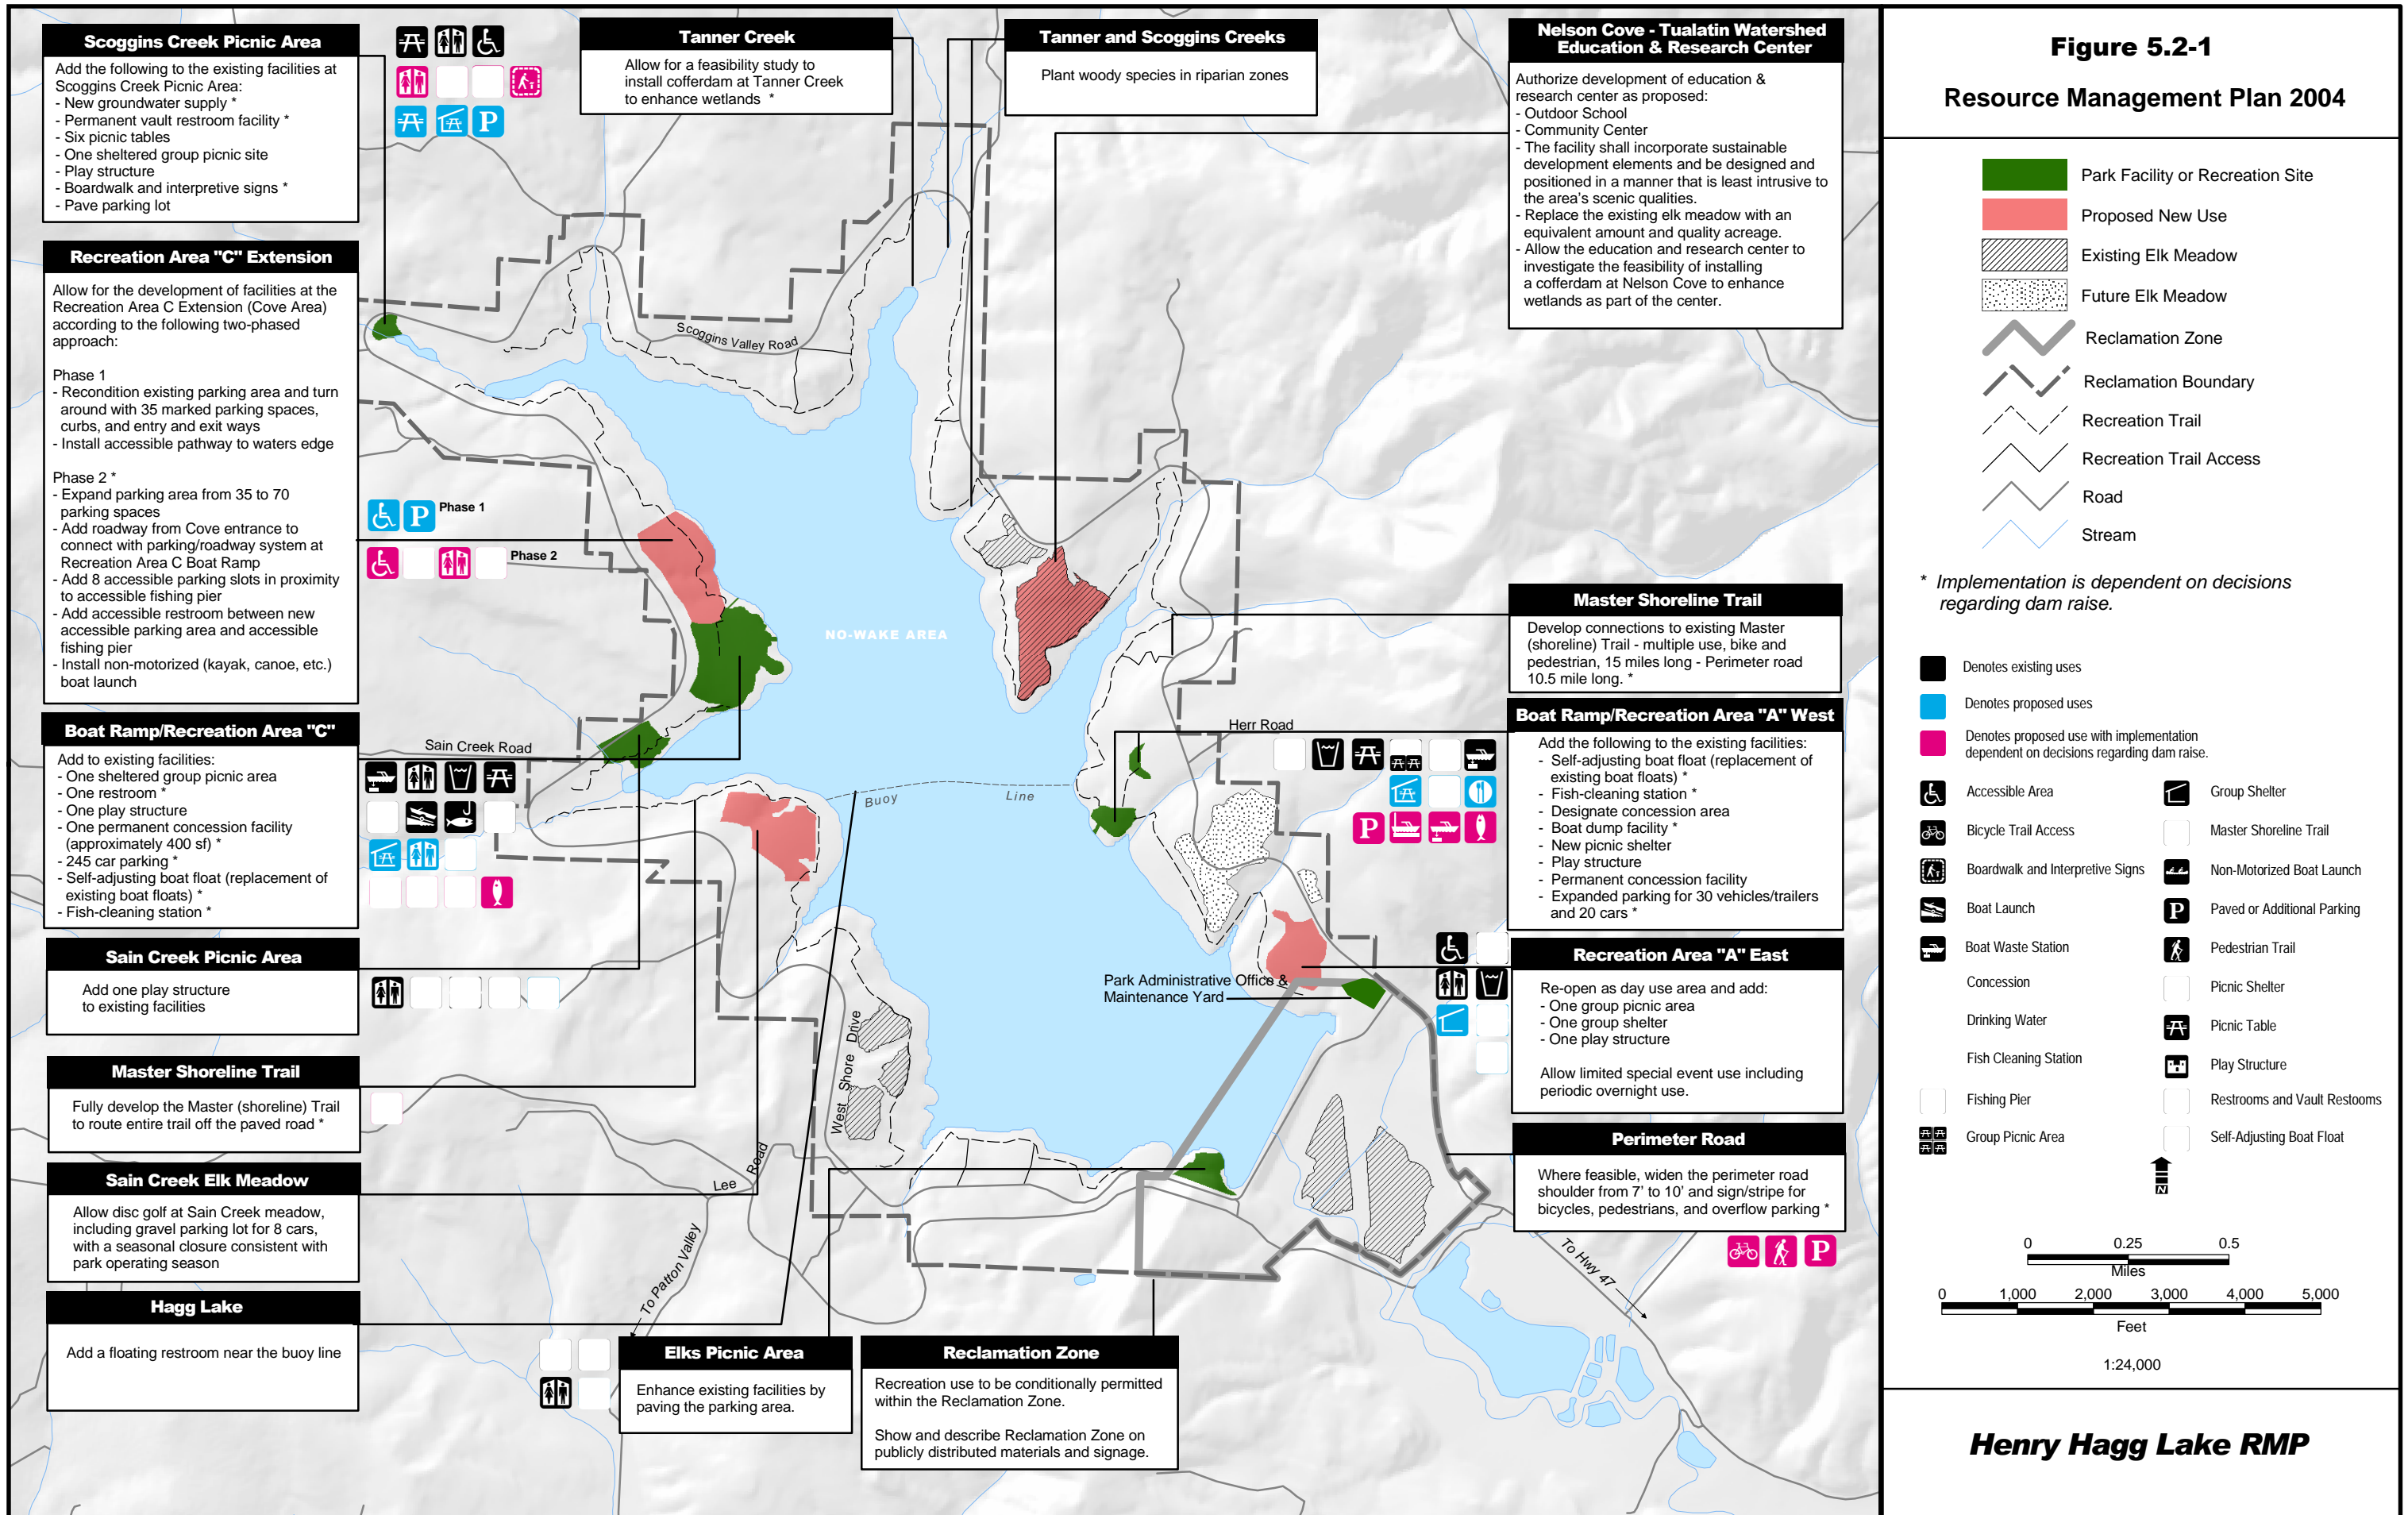 Scoggins Creek Picnic Area
Add the following to the existing facilities at
Scoggins Creek Picnic Area:
- New groundwater supply *
- Permanent vault restroom facility *
- Six picnic tables
- One sheltered group picnic site
- Play structure
- Boardwalk and interpretive signs *
- Pave parking lot
Recreation Area "C" Extension
Allow for the development of facilities at the
Recreation Area C Extension (Cove Area)
according to the following two-phased
approach:
Phase 1
- Recondition existing parking area and turn
around with 35 marked parking spaces,
curbs, and entry and exit ways
- Install accessible pathway to waters edge
Phase 2 *
- Expand parking area from 35 to 70
parking spaces
- Add roadway from Cove entrance to
connect with parking/roadway system at
Recreation Area C Boat Ramp
- Add 8 accessible parking slots in proximity
to accessible fishing pier
- Add accessible restroom between new
accessible parking area and accessible
fishing pier
- Install non-motorized (kayak, canoe, etc.)
boat launch
Boat Ramp/Recreation Area "C"
Add to existing facilities:
- One sheltered group picnic area
- One restroom *
- One play structure
- One permanent concession facility
(approximately 400 sf) *
- 245 car parking *
- Self-adjusting boat float (replacement of
existing boat floats) *
- Fish-cleaning station *
Sain Creek Picnic Area
Add one play structure
to existing facilities
Master Shoreline Trail
Fully develop the Master (shoreline) Trail
to route entire trail off the paved road *
Sain Creek Elk Meadow
Allow disc golf at Sain Creek meadow,
including gravel parking lot for 8 cars,
with a seasonal closure consistent with
park operating season
Hagg Lake
Add a floating restroom near the buoy line
Tanner Creek
Allow for a feasibility study to
install cofferdam at Tanner Creek
to enhance wetlands *
Tanner and Scoggins Creeks
Plant woody species in riparian zones
Nelson Cove - Tualatin Watershed
Education & Research Center
Authorize development of education &
research center as proposed:
- Outdoor School
- Community Center
- The facility shall incorporate sustainable
development elements and be designed and
positioned in a manner that is least intrusive to
the area's scenic qualities.
- Replace the existing elk meadow with an
equivalent amount and quality acreage.
- Allow the education and research center to
investigate the feasibility of installing
a cofferdam at Nelson Cove to enhance
wetlands as part of the center.
P
Scoggins Valley Road
P Phase 1
Phase 2
NO-WAKE AREA
Sain Creek Road
Buoy Line
Herr Road
P
Park Administrative Office &
Maintenance Yard
West Shore Drive
Lee Road
To Patton Valley
To Hwy 47
Master Shoreline Trail
Develop connections to existing Master
(shoreline) Trail - multiple use, bike and
pedestrian, 15 miles long - Perimeter road
10.5 mile long. *
Boat Ramp/Recreation Area "A" West
Add the following to the existing facilities:
- Self-adjusting boat float (replacement of
existing boat floats) *
- Fish-cleaning station *
- Designate concession area
- Boat dump facility *
- New picnic shelter
- Play structure
- Permanent concession facility
- Expanded parking for 30 vehicles/trailers
and 20 cars *
Recreation Area "A" East
Re-open as day use area and add:
- One group picnic area
- One group shelter
- One play structure
Allow limited special event use including
periodic overnight use.
Perimeter Road
Where feasible, widen the perimeter road
shoulder from 7' to 10' and sign/stripe for
bicycles, pedestrians, and overflow parking *
P
Elks Picnic Area
Enhance existing facilities by
paving the parking area.
Reclamation Zone
Recreation use to be conditionally permitted
within the Reclamation Zone.
Show and describe Reclamation Zone on
publicly distributed materials and signage.
Figure 5.2-1
Resource Management Plan 2004
Park Facility or Recreation Site
Proposed New Use
Existing Elk Meadow
Future Elk Meadow
Reclamation Zone
Reclamation Boundary
Recreation Trail
Recreation Trail Access
Road
Stream
* Implementation is dependent on decisions
regarding dam raise.
Denotes existing uses
Denotes proposed uses
Denotes proposed use with implementation
dependent on decisions regarding dam raise.
Accessible Area
Bicycle Trail Access
Boardwalk and Interpretive Signs
Boat Launch
Boat Waste Station
Concession
Drinking Water
Fish Cleaning Station
Fishing Pier
Group Picnic Area
Group Shelter
Master Shoreline Trail
Non-Motorized Boat Launch
P Paved or Additional Parking
Pedestrian Trail
Picnic Shelter
Picnic Table
Play Structure
Restrooms and Vault Restooms
Self-Adjusting Boat Float
N
0 0.25 0.5
Miles
0 1,000 2,000 3,000 4,000 5,000
Feet
1:24,000
Henry Hagg Lake RMP